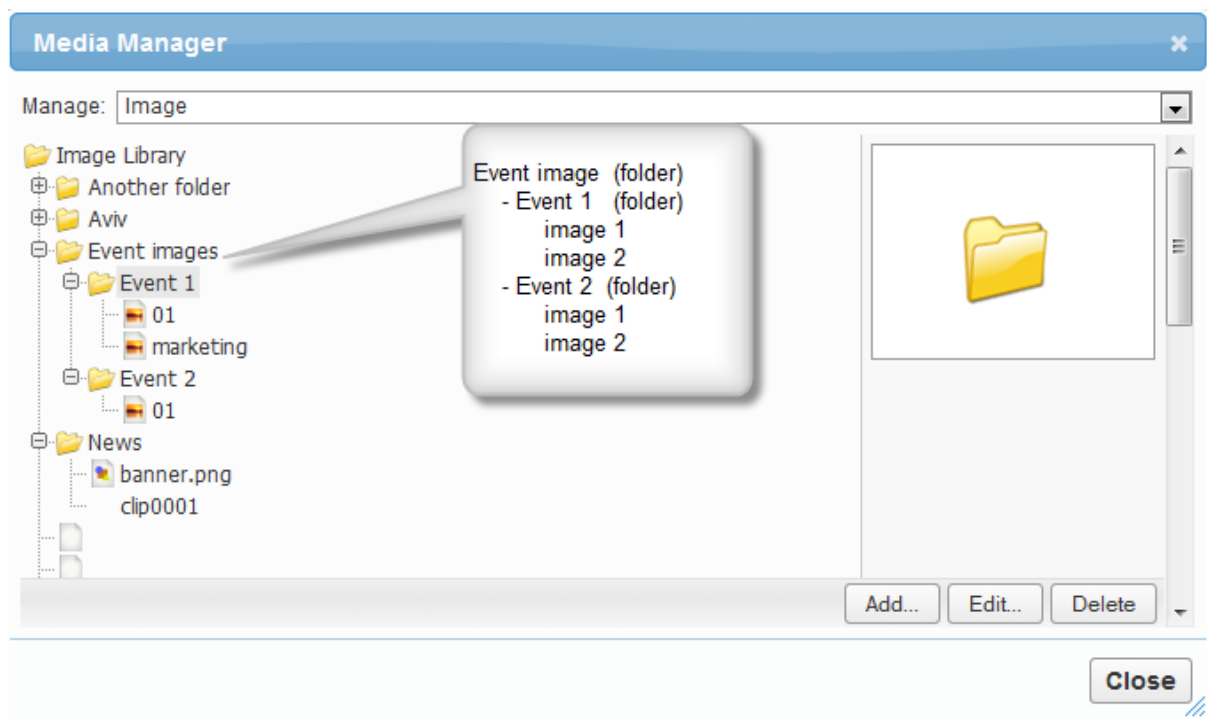 Media Manager
Manage: Image
Image Library
Another folder
Aviv
Event images
Event 1
01
marketing
Event 2
01
News
banner.png
clip0001
Event image (folder)
- Event 1 (folder)
image 1
image 2
- Event 2 (folder)
image 1
image 2
Add... Edit... Delete
Close